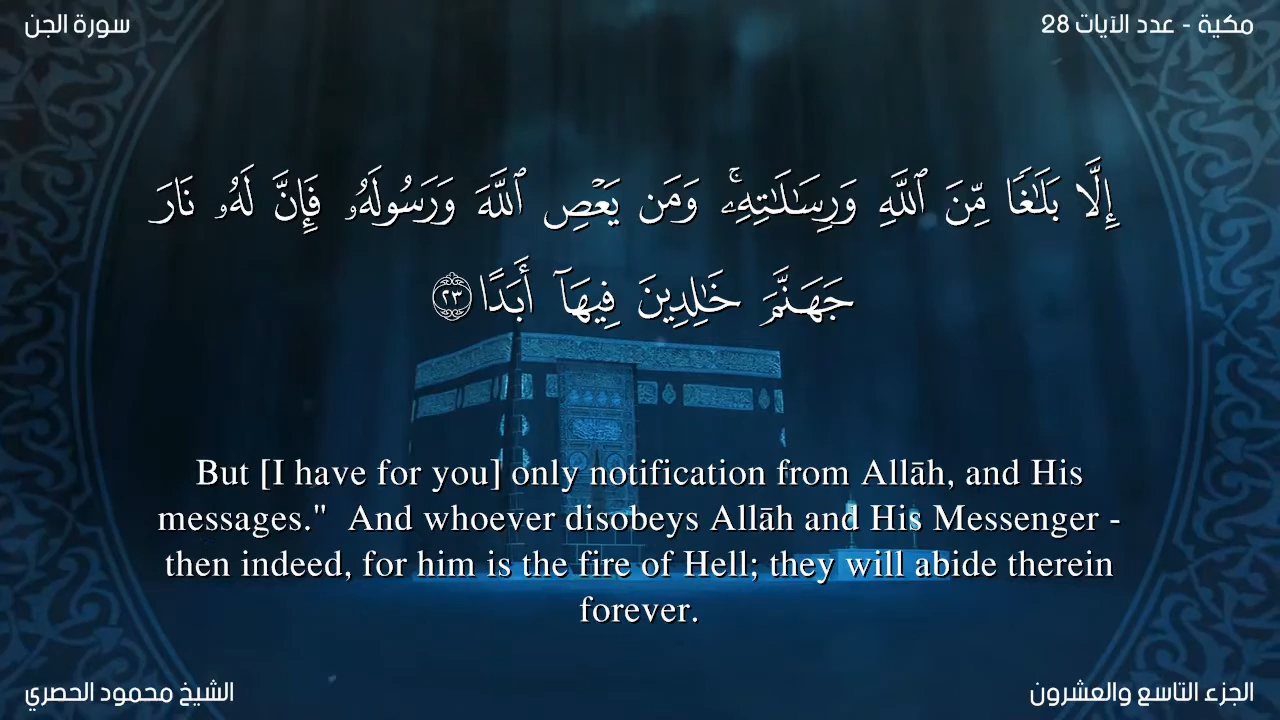 سورة الجن
مكية - عدد الآيات 28
إِلَّا بَلَـٰغًا مِّنَ ٱللَّهِ وَرِسَـٰلَـٰتِهِۦ ۚ وَمَن يَعْصِ ٱللَّهَ وَرَسُولَهُۥ فَإِنَّ لَهُۥ نَارَ
جَهَنَّمَ خَـٰلِدِينَ فِيهَآ أَبَدًا ٢٣
But [I have for you] only notification from Allāh, and His
messages."  And whoever disobeys Allāh and His Messenger -
then indeed, for him is the fire of Hell; they will abide therein
forever.
الشيخ محمود الحصري
الجزء التاسع والعشرون